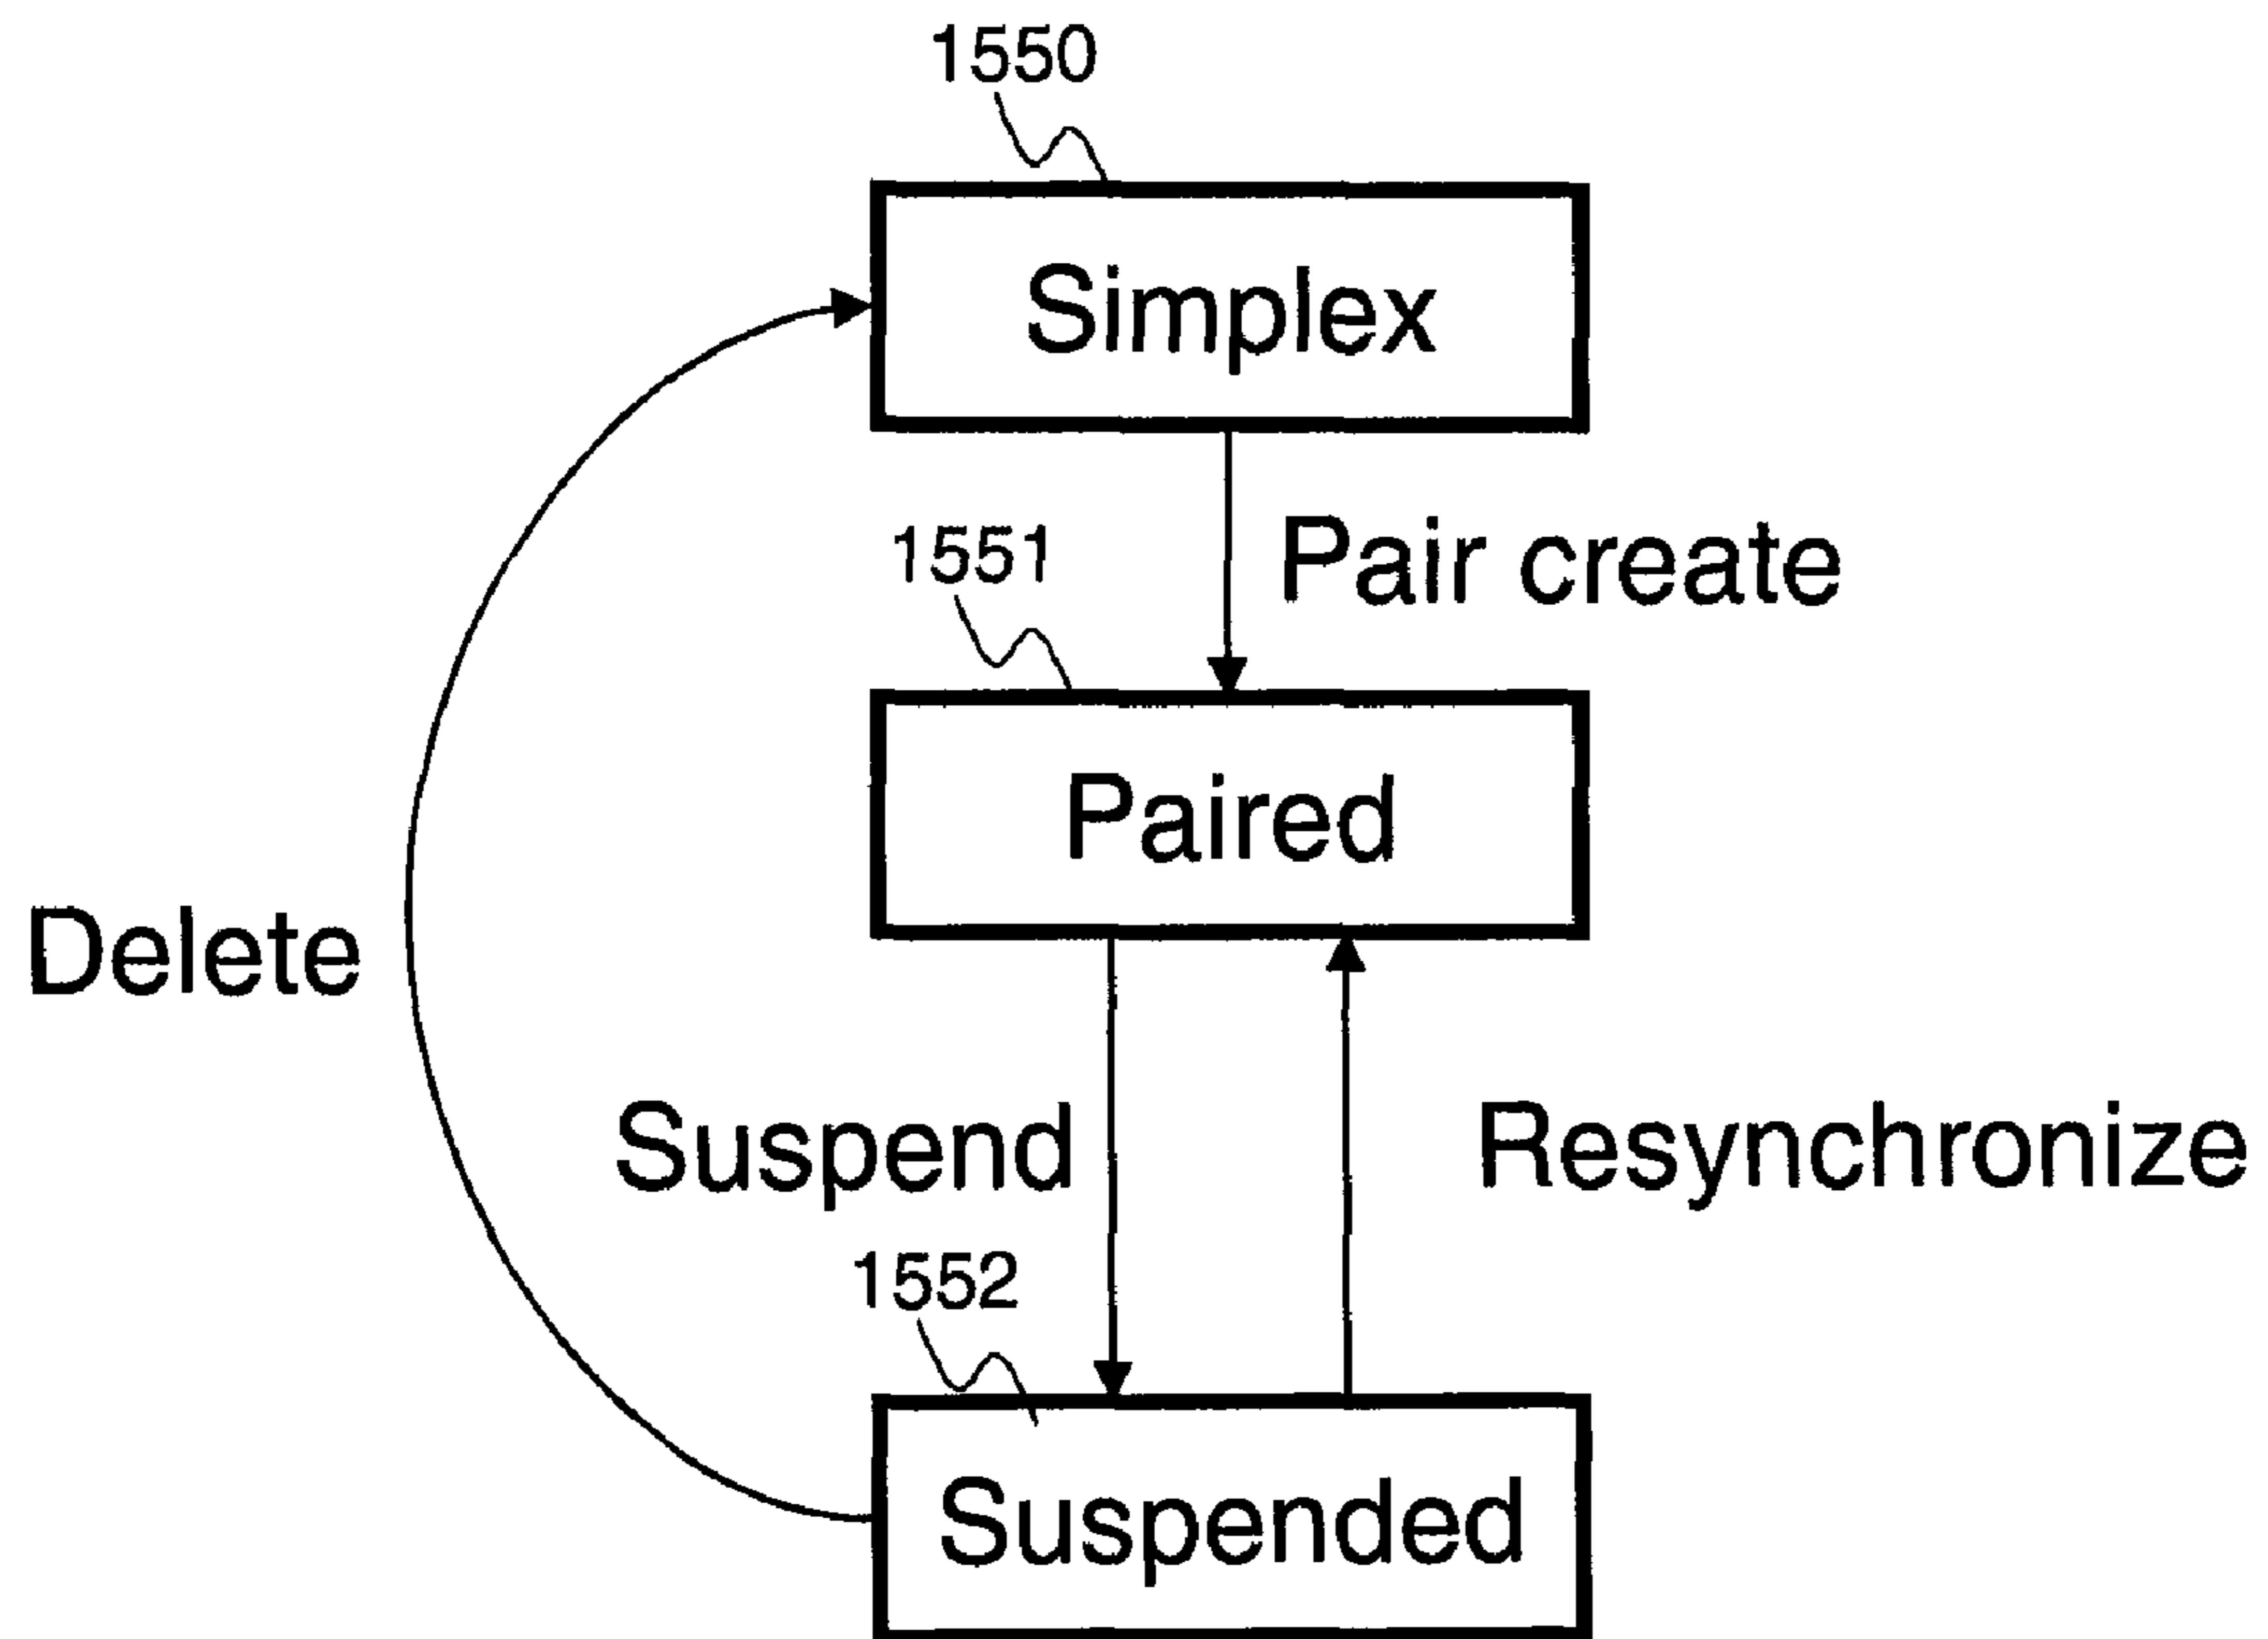 1550
Simplex
1551
Pair create
Paired
Delete
Suspend
Resynchronize
1552
Suspended